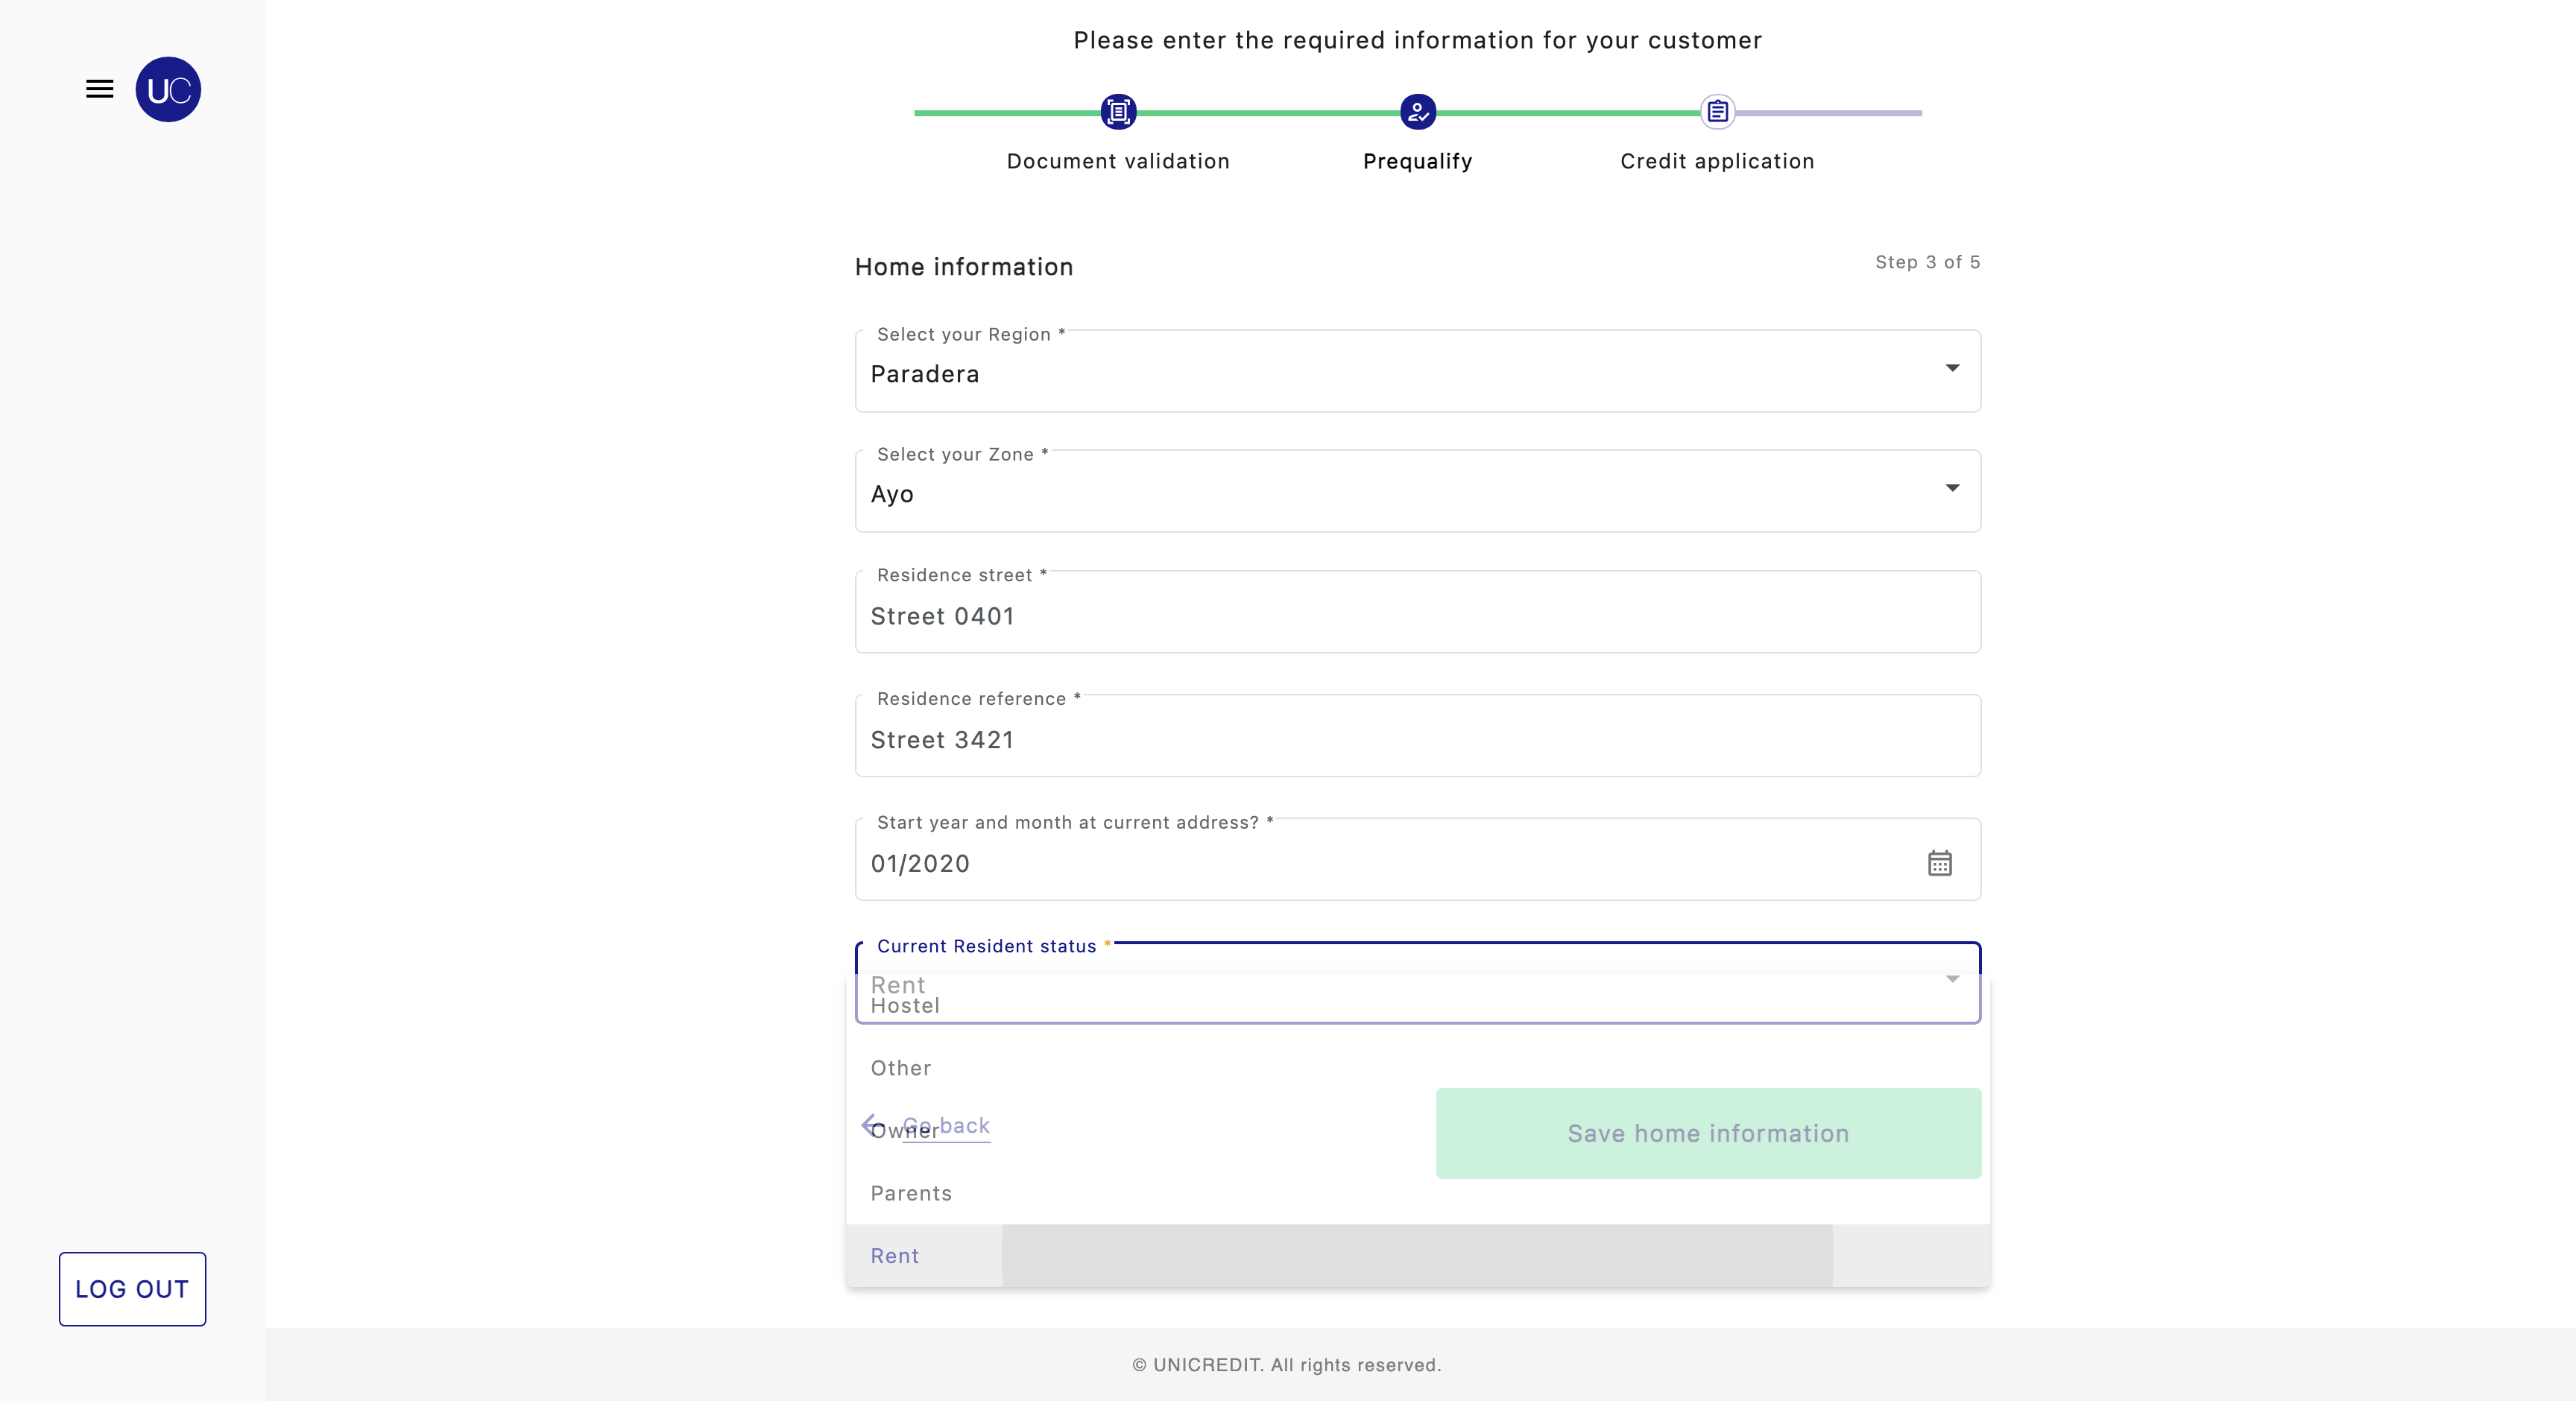 Please enter the required information for your customer
UC
Document validation
Prequalify
Credit application
Home information
Step 3 of 5
Select your Region *
Paradera
Select your Zone *
Ayo
Residence street *
Street 0401
Residence reference *
Street 3421
Start year and month at current address? *
01/2020
Current Resident status *
Rent
Hostel
Other
Go back
Owner
Save home information
Parents
Rent
LOG OUT
© UNICREDIT. All rights reserved.